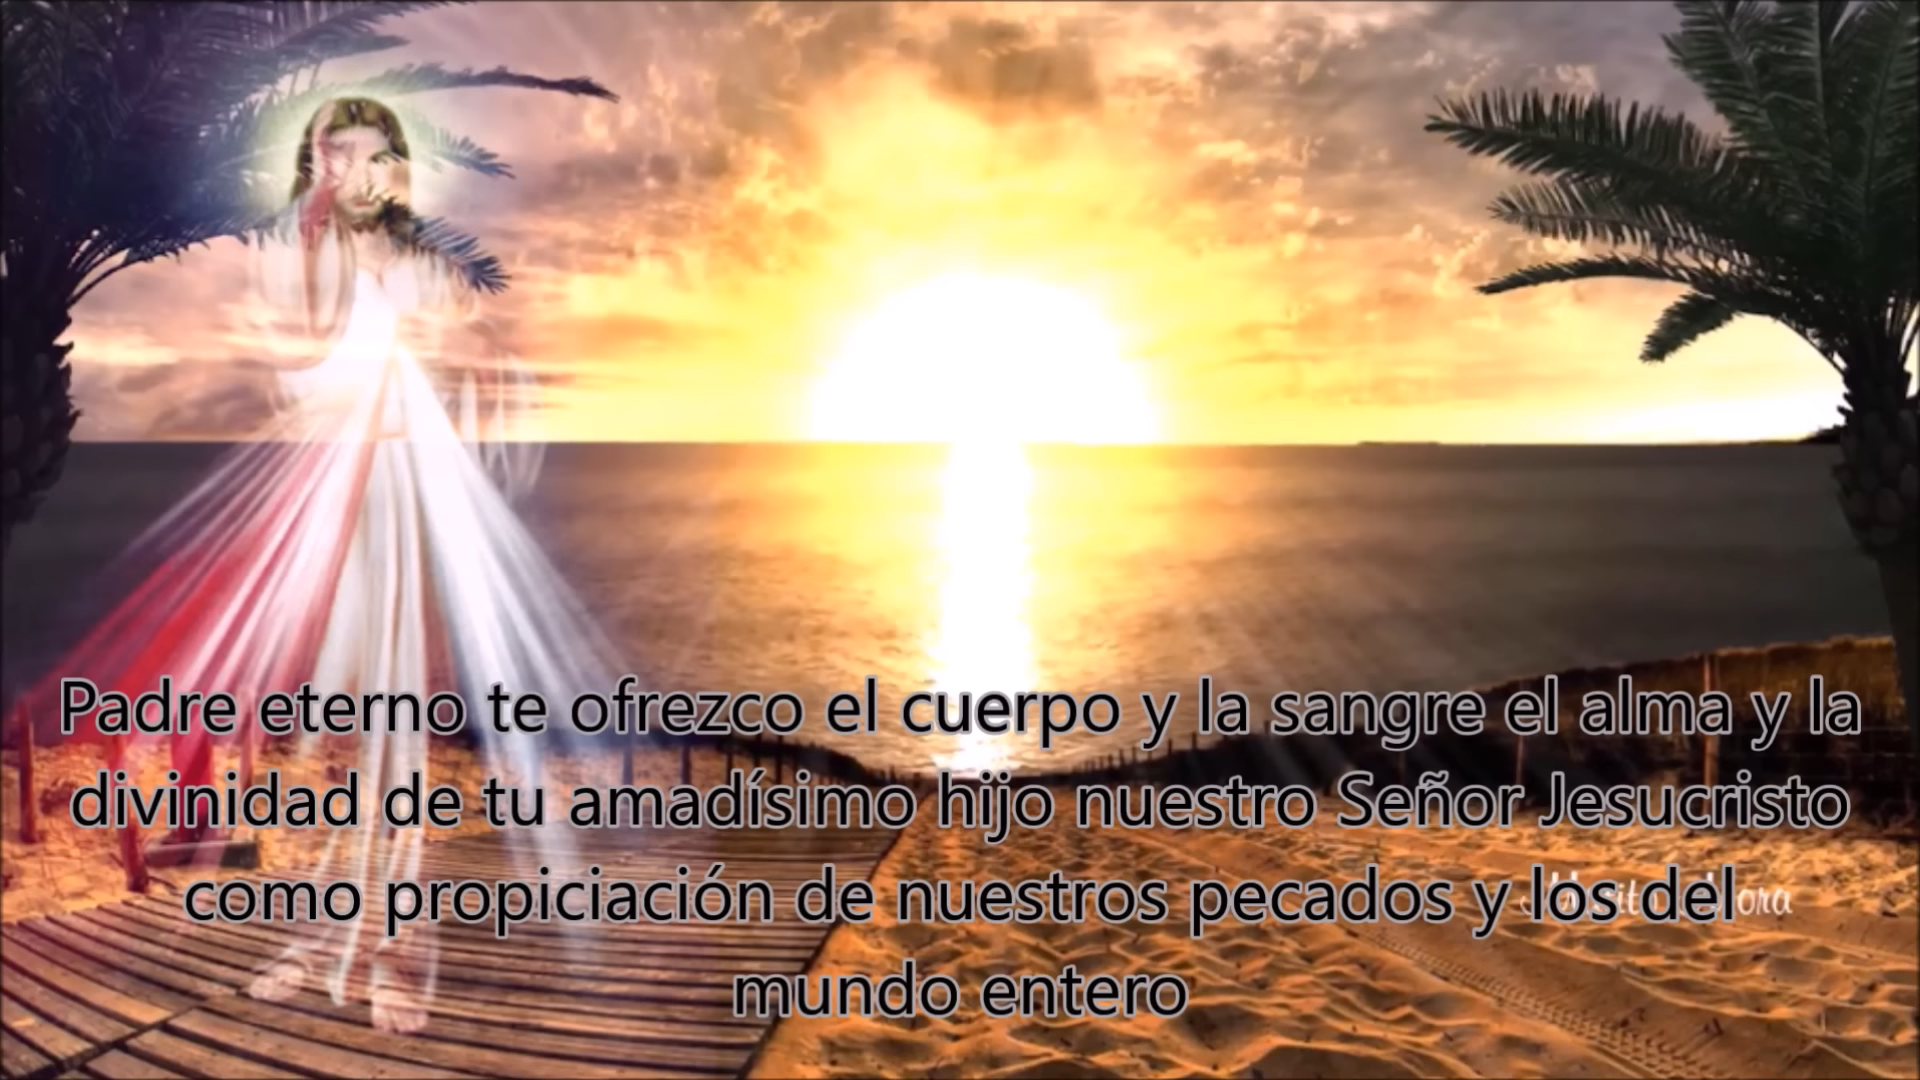 Padre eterno te ofrezco el cuerpo y la sangre el alma y la
divinidad de tu amadísimo hijo nuestro Señor Jesucristo
como propiciación de nuestros pecados y los del
mundo entero